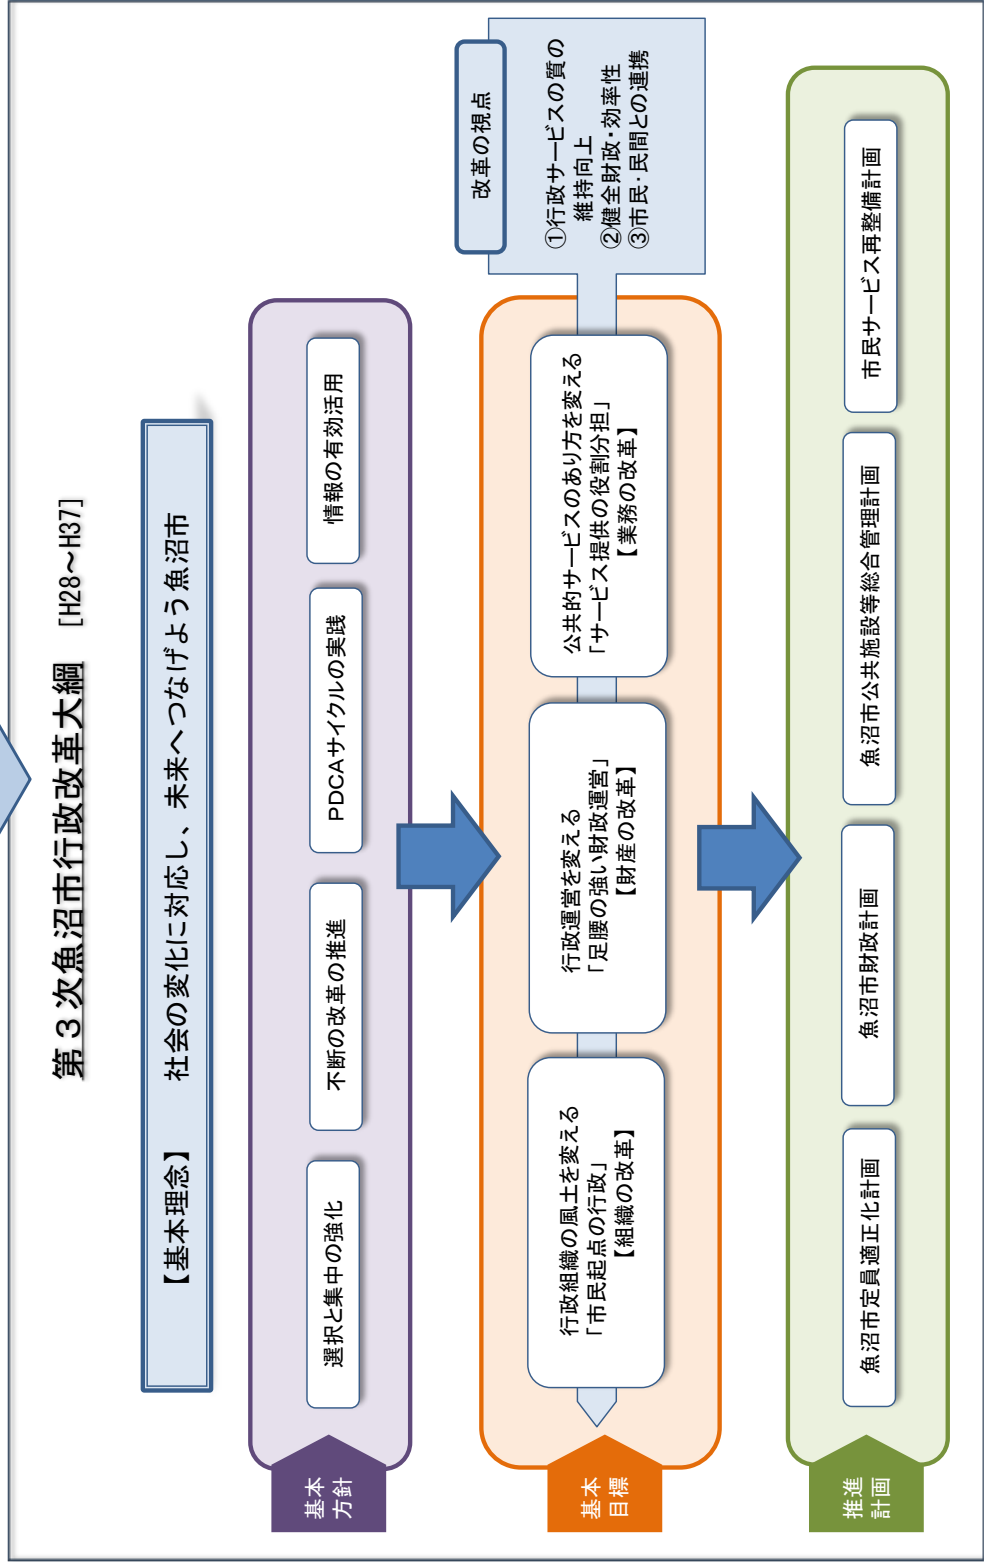 第３次魚沼市行政改革大綱 [H28～H37]
【基本理念】 社会の変化に対応し、未来へつなげよう魚沼市
基本
方針
選択と集中の強化
不断の改革の推進
PDCAサイクルの実践
情報の有効活用
基本
目標
行政組織の風土を変える
「市民起点の行政」
【組織の改革】
行政運営を変える
「足腰の強い財政運営」
【財産の改革】
公共的サービスのあり方を変える
「サービス提供の役割分担」
【業務の改革】
改革の視点
①行政サービスの質の
維持向上
②健全財政・効率性
③市民・民間との連携
推進
計画
魚沼市定員適正化計画
魚沼市財政計画
魚沼市公共施設等総合管理計画
市民サービス再整備計画